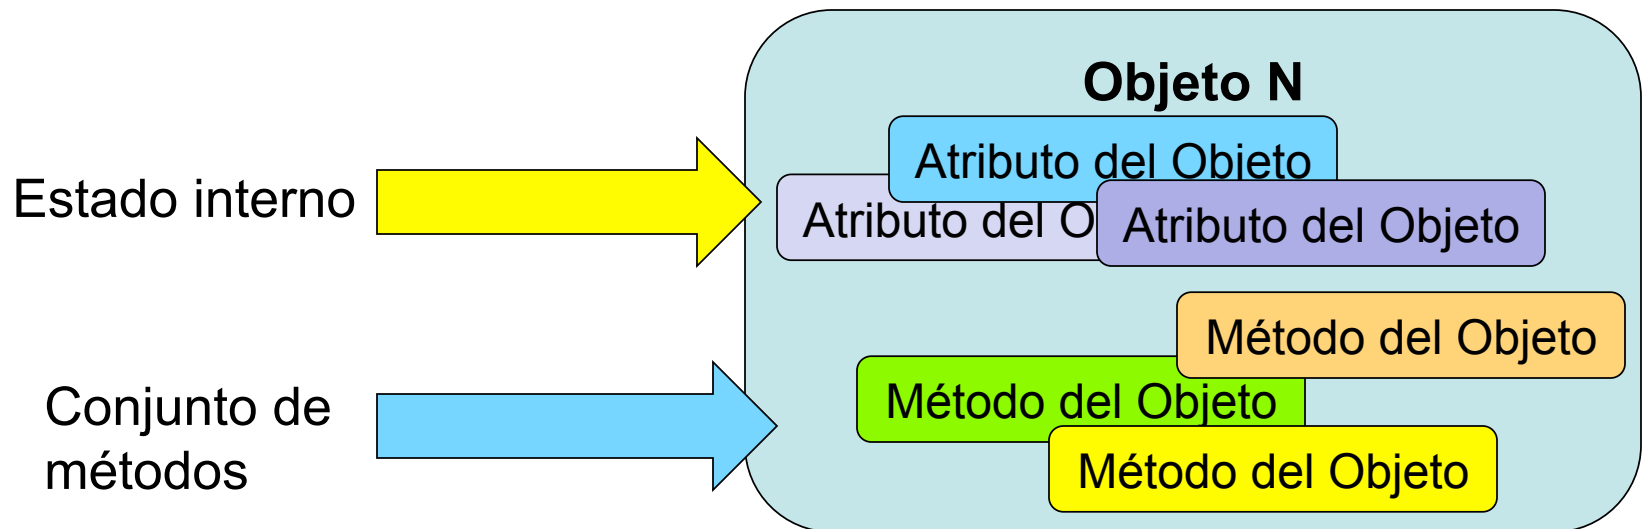 Objeto N
Atributo del Objeto
Estado interno
Atributo del O
Atributo del Objeto
Método del Objeto
Conjunto de
métodos
Método del Objeto
Método del Objeto